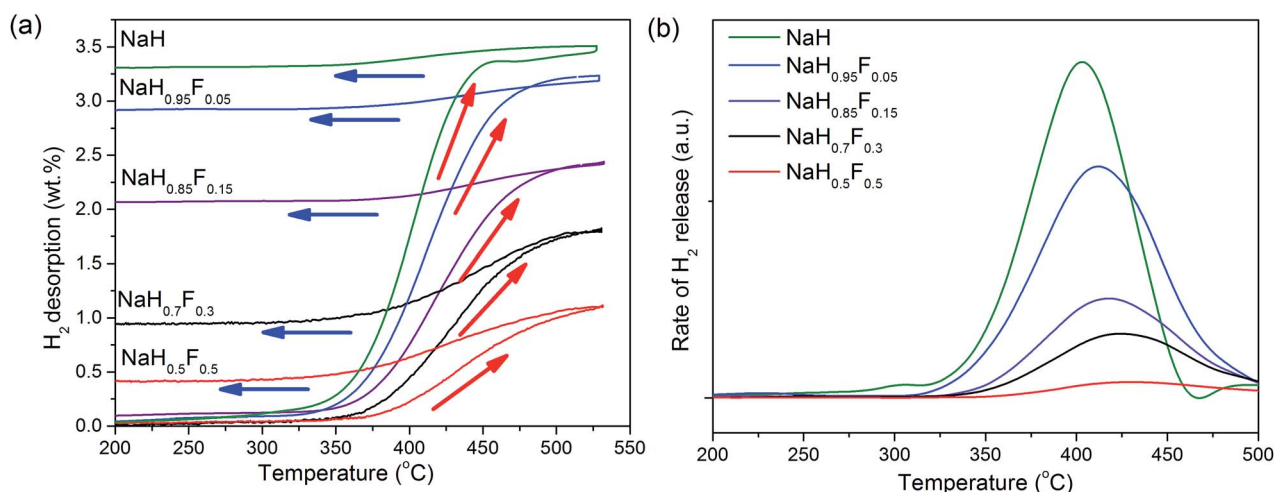 (a)
H₂ desorption (wt.%)
3.5
3.0
2.5
2.0
1.5
1.0
0.5
0.0
NaH
NaH₀.₉₅F₀.₀₅
NaH₀.₈₅F₀.₁₅
NaH₀.₇F₀.₃
NaH₀.₅F₀.₅
200 250 300 350 400 450 500 550
Temperature (°C)
(b)
Rate of H₂ release (a.u.)
NaH
NaH₀.₉₅F₀.₀₅
NaH₀.₈₅F₀.₁₅
NaH₀.₇F₀.₃
NaH₀.₅F₀.₅
200 250 300 350 400 450 500
Temperature (°C)